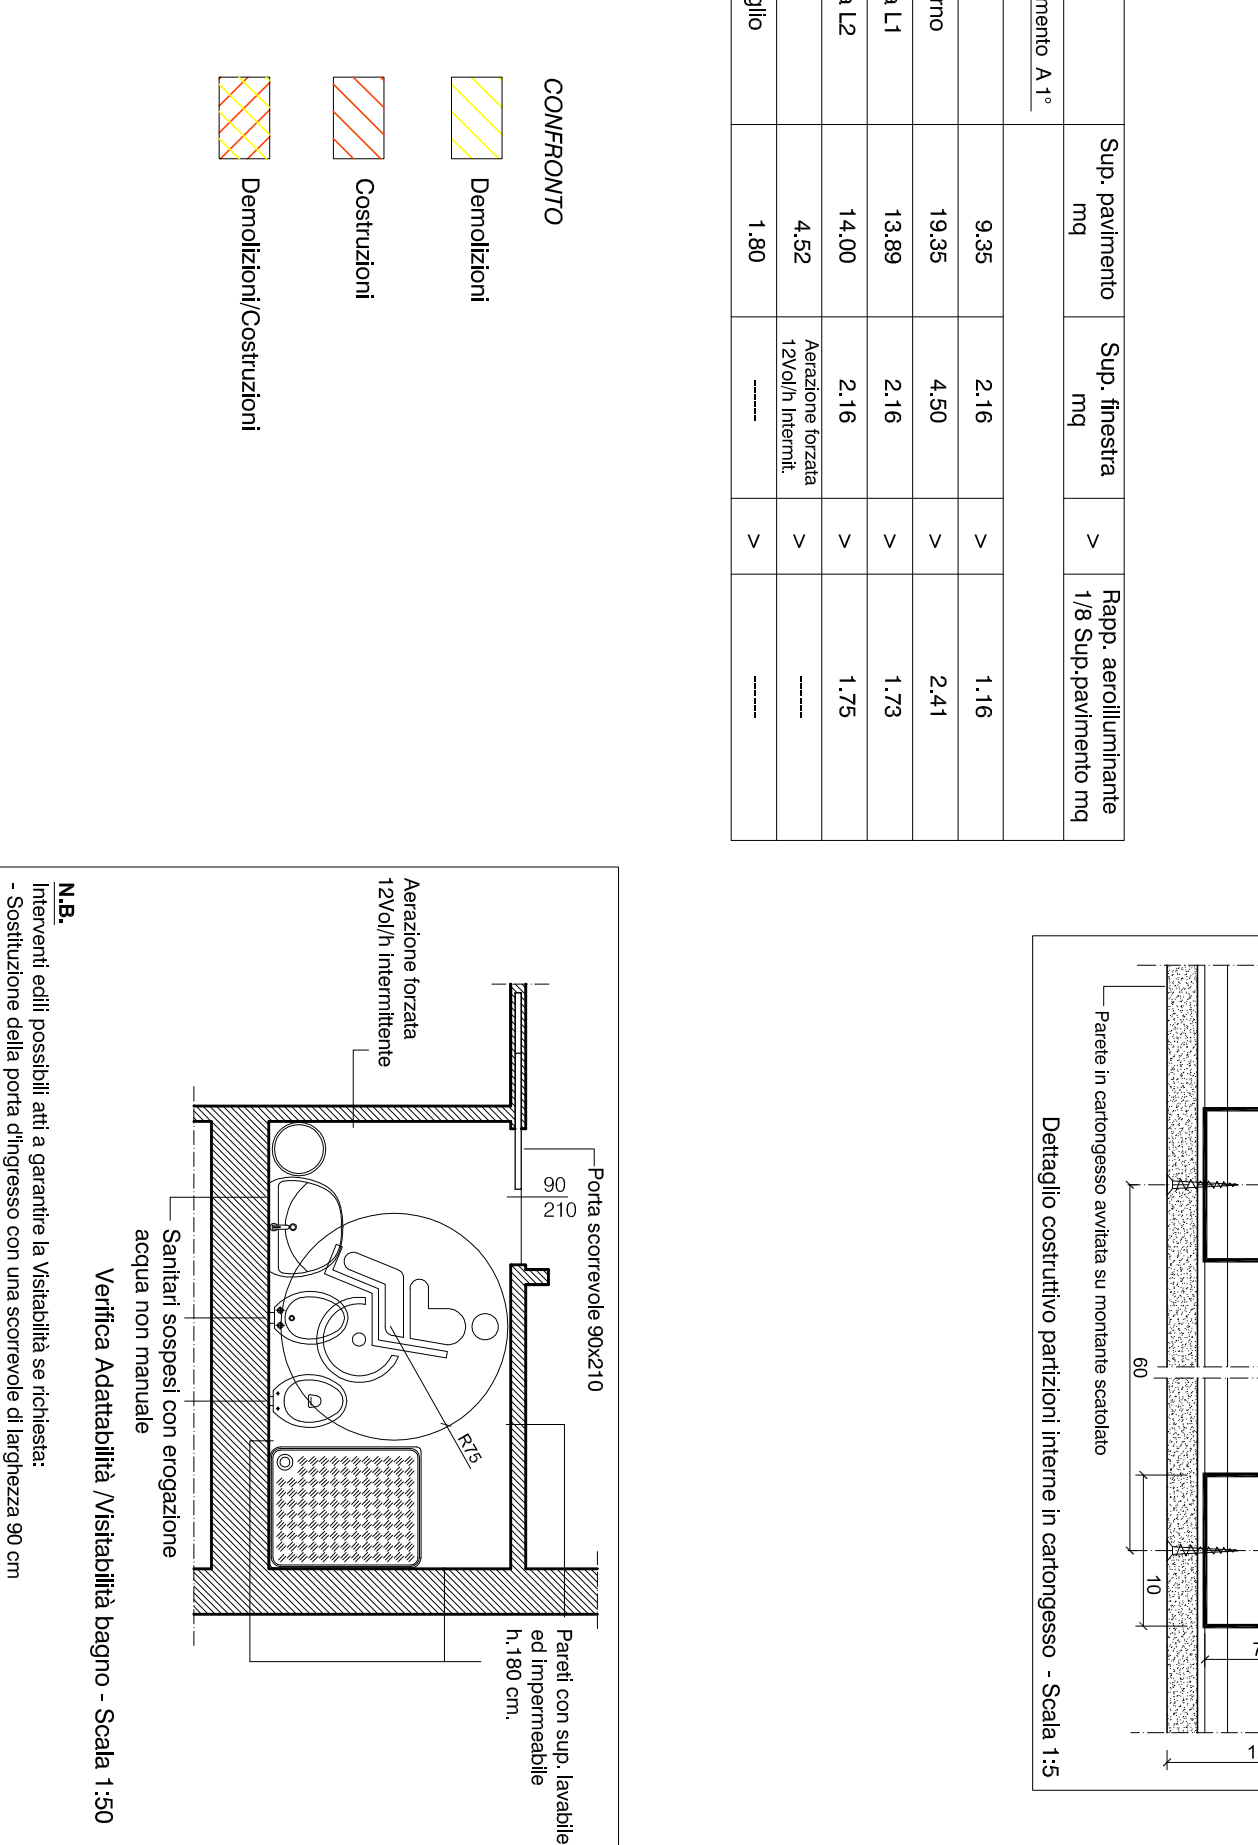 Sup. pavimento
mq
Sup. finestra
mq
>
Rapp. aeroilluminante
1/8 Sup.pavimento mq
A 1°
9.35
2.16
>
1.16
19.35
4.50
>
2.41
L1
13.89
2.16
>
1.73
L2
14.00
2.16
>
1.75
4.52
Aerazione forzata
12Vol/h Intermit.
>
------
1.80
------
>
------
CONFRONTO
Demolizioni
Costruzioni
Demolizioni/Costruzioni
60
10
Parete in cartongesso avvitata su montante scatolato
Dettaglio costruttivo partizioni interne in cartongesso - Scala 1:5
Porta scorrevole 90x210
90
210
Aerazione forzata
12Vol/h intermittente
R75
Pareti con sup. lavabile
ed impermeabile
h.180 cm.
Sanitari sospesi con erogazione
acqua non manuale
Verifica Adattabilità /Visitabilità bagno - Scala 1:50
N.B.
Interventi edili possibili atti a garantire la Visitabilità se richiesta:
- Sostituzione della porta d'ingresso con una scorrevole di larghezza 90 cm